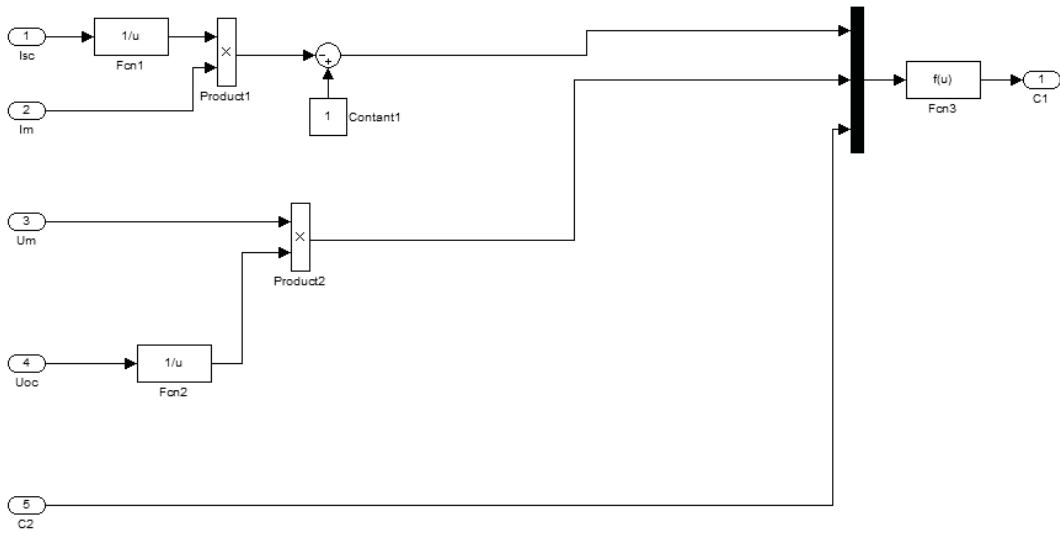 1
Isc
1/u
Fcn1
×
Product1
-
+
1
Contant1
2
Im
f(u)
Fcn3
1
C1
3
Um
×
Product2
4
Uoc
1/u
Fcn2
5
C2